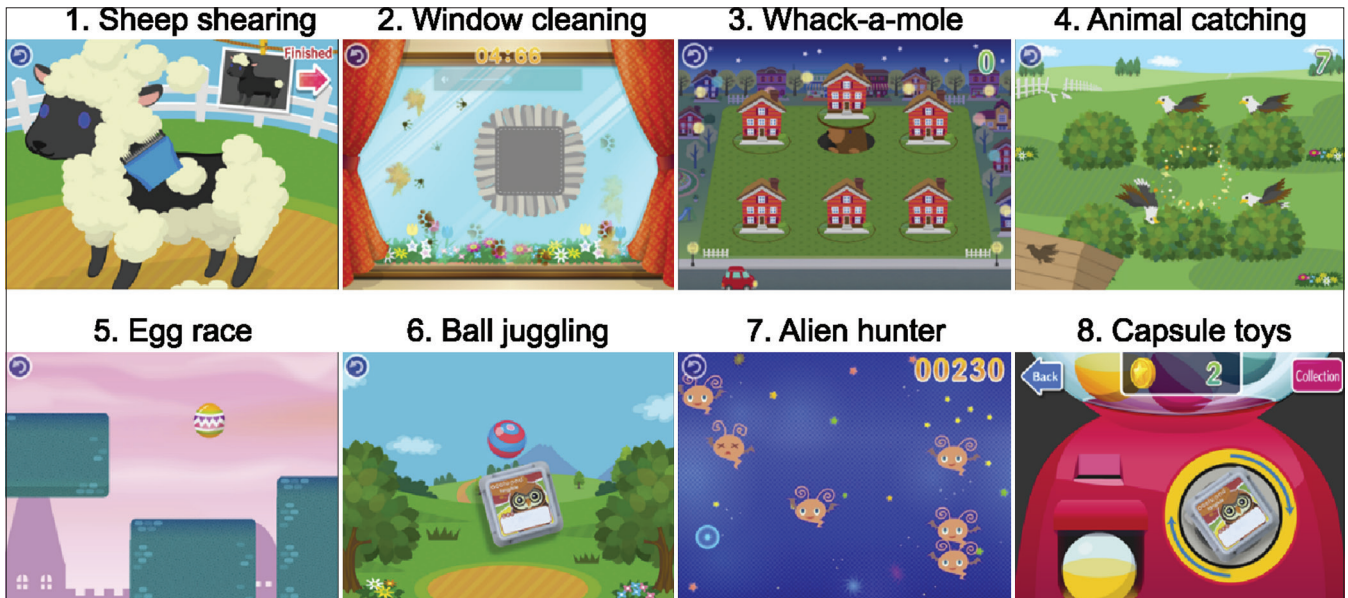 1. Sheep shearing
Finished
2. Window cleaning
04:66
3. Whack-a-mole
0
4. Animal catching
7
5. Egg race
6. Ball juggling
7. Alien hunter
00230
8. Capsule toys
Back
2
Collection